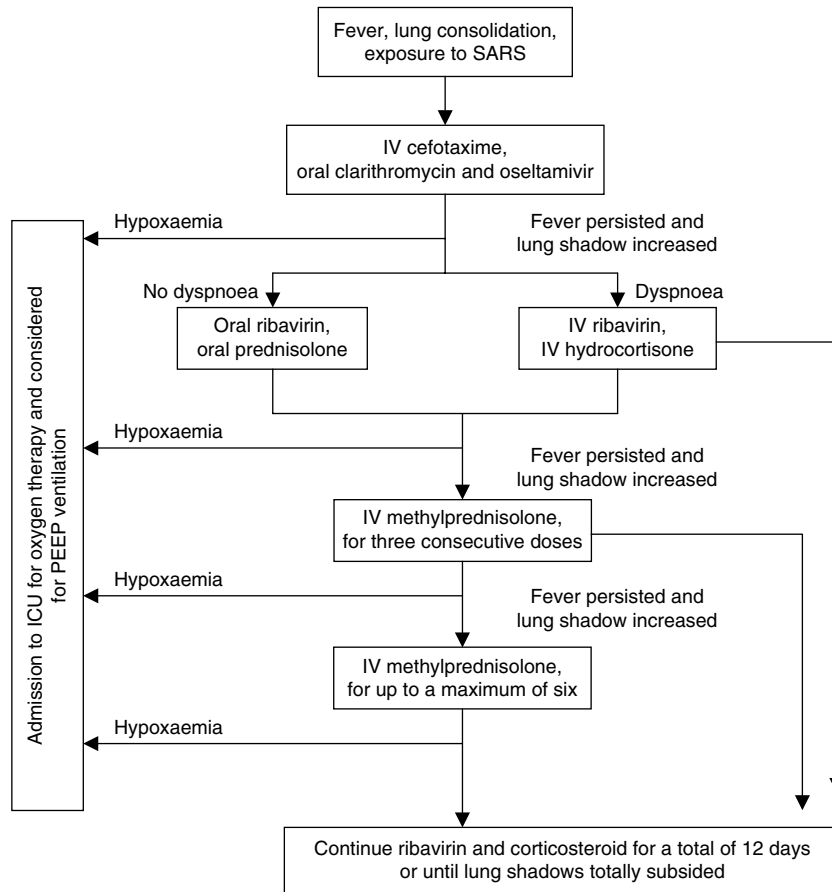 Fever, lung consolidation,
exposure to SARS
IV cefotaxime,
oral clarithromycin and oseltamivir
Hypoxaemia
Fever persisted and
lung shadow increased
No dyspnoea
Dyspnoea
Oral ribavirin,
oral prednisolone
IV ribavirin,
IV hydrocortisone
Admission to ICU for oxygen therapy and considered
for PEEP ventilation
Hypoxaemia
Fever persisted and
lung shadow increased
IV methylprednisolone,
for three consecutive doses
Hypoxaemia
Fever persisted and
lung shadow increased
IV methylprednisolone,
for up to a maximum of six
Hypoxaemia
Continue ribavirin and corticosteroid for a total of 12 days
or until lung shadows totally subsided